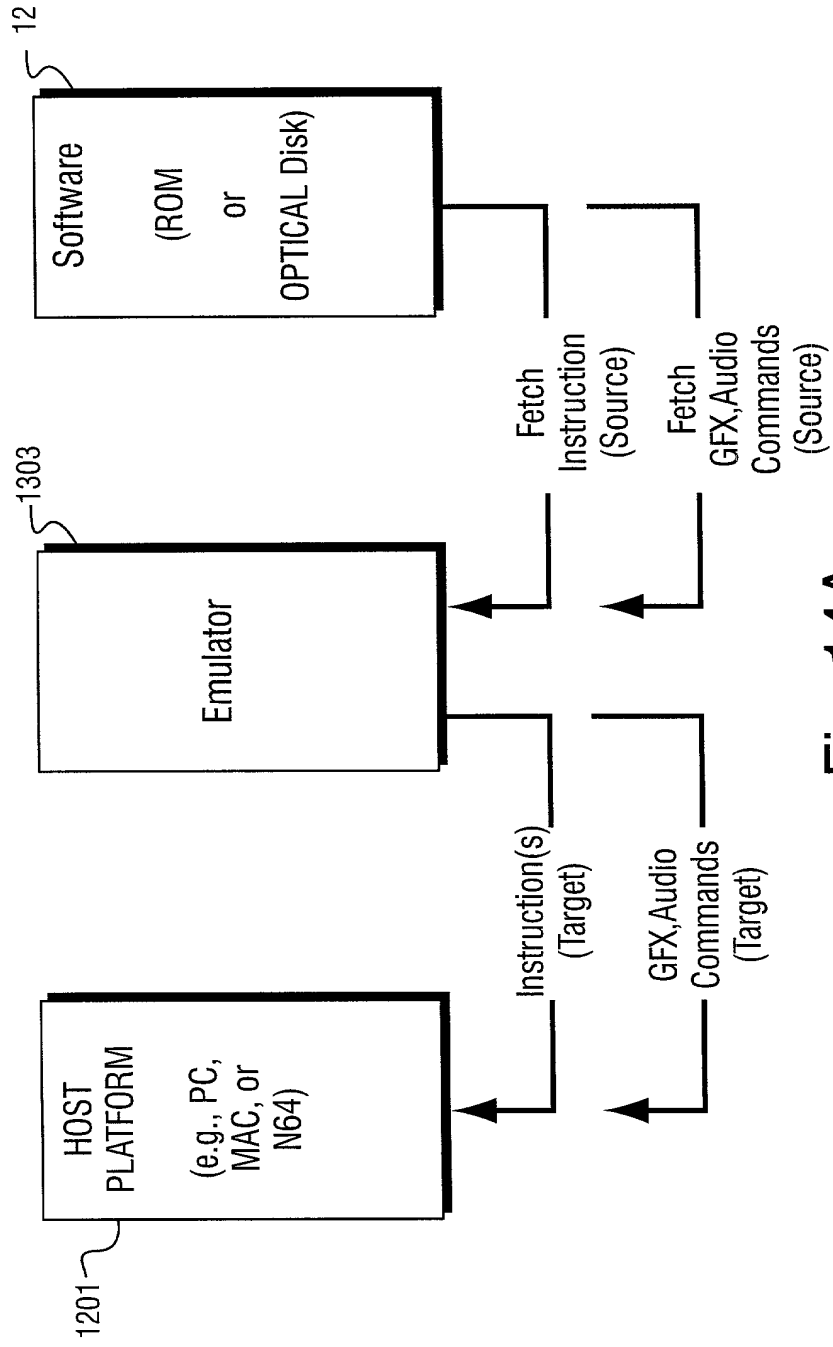 1201
HOST
PLATFORM
(e.g., PC,
MAC, or
N64)
1303
Emulator
12
Software
(ROM
or
OPTICAL Disk)
Instruction(s)
(Target)
GFX,Audio
Commands
(Target)
Fetch
Instruction
(Source)
Fetch
GFX,Audio
Commands
(Source)